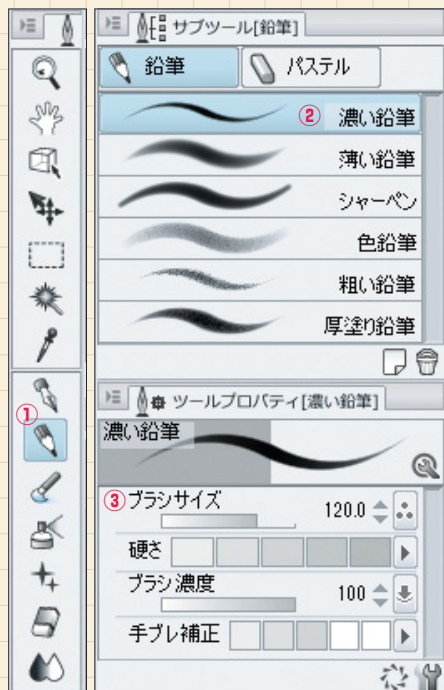 サブツール[鉛筆]
鉛筆 パステル
② 濃い鉛筆
薄い鉛筆
シャーペン
色鉛筆
粗い鉛筆
厚塗り鉛筆
①
ツールプロパティ[濃い鉛筆]
濃い鉛筆
③ ブラシサイズ 120.0
硬さ
ブラシ濃度 100
手ブレ補正